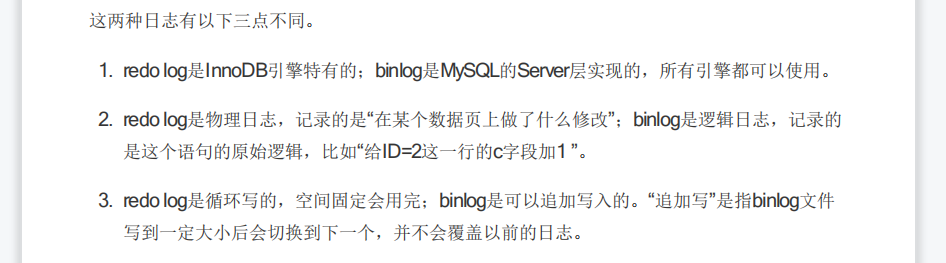 这两种日志有以下三点不同。
1. redo log是InnoDB引擎特有的；binlog是MySQL的Server层实现的，所有引擎都可以使用。
2. redo log是物理日志，记录的是“在某个数据页上做了什么修改”；binlog是逻辑日志，记录的
是这个语句的原始逻辑，比如“给ID=2这一行的c字段加1 ”。
3. redo log是循环写的，空间固定会用完；binlog是可以追加写入的。“追加写”是指binlog文件
写到一定大小后会切换到下一个，并不会覆盖以前的日志。